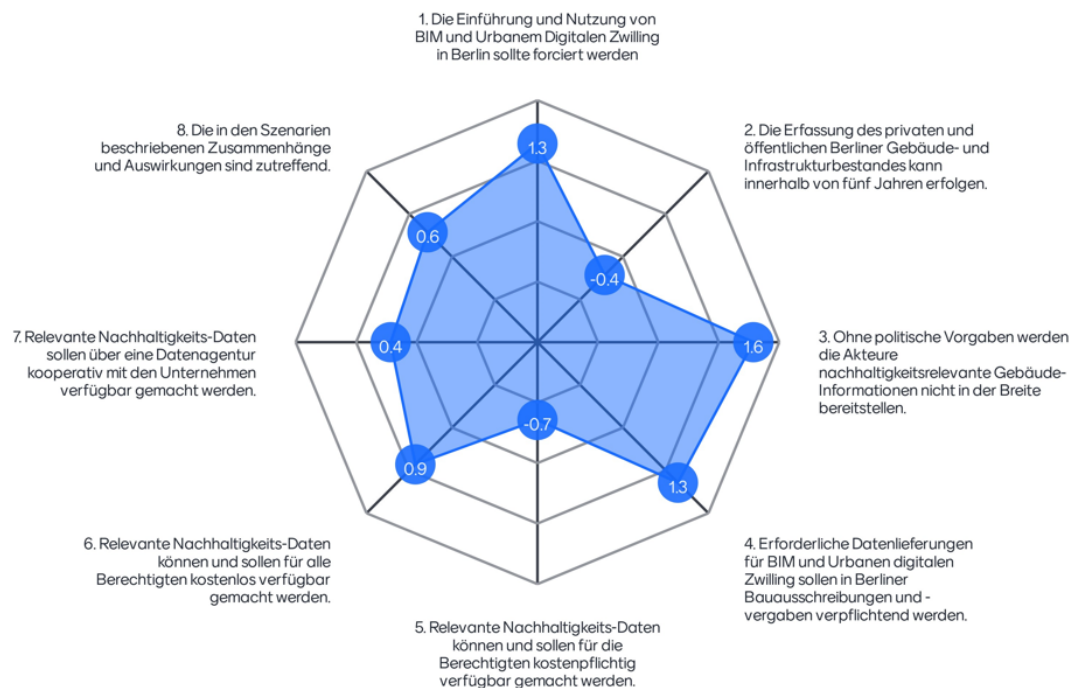 1. Die Einführung und Nutzung von
BIM und Urbanem Digitalen Zwilling
in Berlin sollte forciert werden
8. Die in den Szenarien
beschriebenen Zusammenhänge
und Auswirkungen sind zutreffend.
2. Die Erfassung des privaten und
öffentlichen Berliner Gebäude- und
Infrastrukturbestandes kann
innerhalb von fünf Jahren erfolgen.
1.3
0.6
-0.4
7. Relevante Nachhaltigkeits-Daten
sollen über eine Datenagentur
kooperativ mit den Unternehmen
verfügbar gemacht werden.
0.4
1.6
3. Ohne politische Vorgaben werden
die Akteure
nachhaltigkeitsrelevante Gebäude-
Informationen nicht in der Breite
bereitstellen.
-0.7
0.9
1.3
6. Relevante Nachhaltigkeits-Daten
können und sollen für alle
Berechtigten kostenlos verfügbar
gemacht werden.
4. Erforderliche Datenlieferungen
für BIM und Urbanen digitalen
Zwilling sollen in Berliner
Bauausschreibungen und -
vergaben verpflichtend werden.
5. Relevante Nachhaltigkeits-Daten
können und sollen für die
Berechtigten kostenpflichtig
verfügbar gemacht werden.